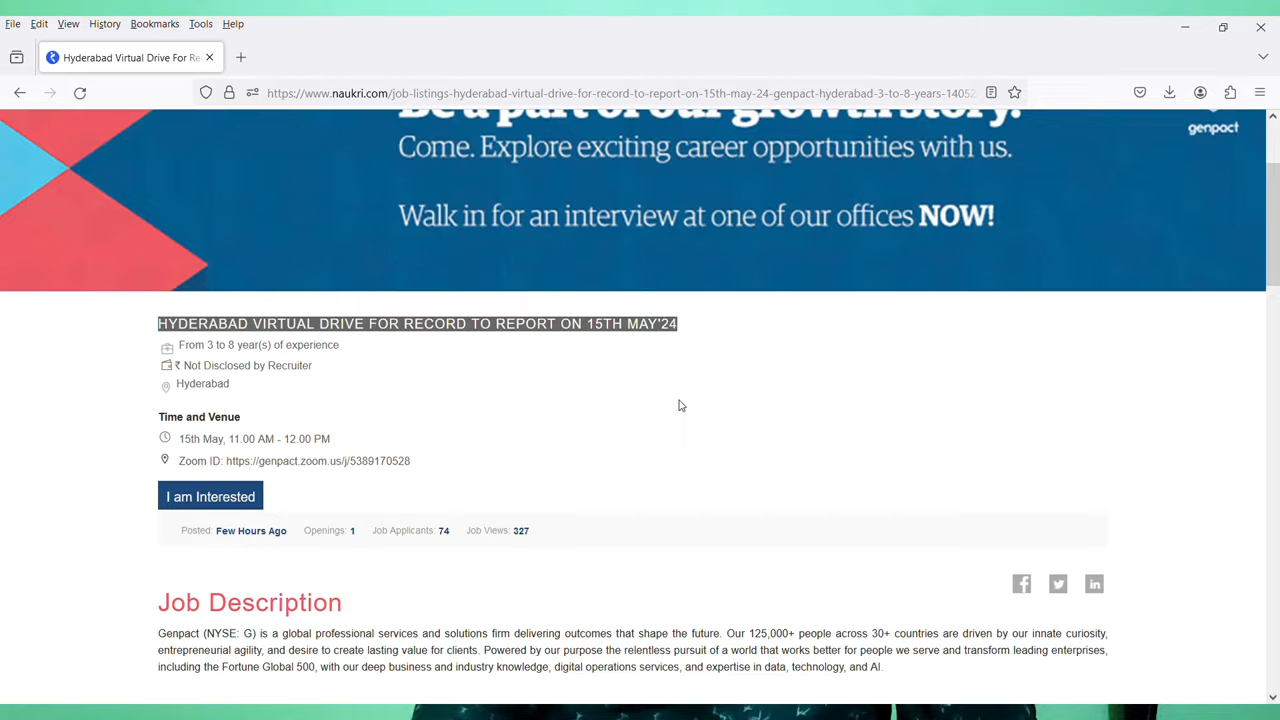 File Edit View History Bookmarks Tools Help
Hyderabad Virtual Drive For Re
https://www.naukri.com/job-listings-hyderabad-virtual-drive-for-record-to-report-on-15th-may-24-genpact-hyderabad-3-to-8-years-14052
Be a part of our growth story.
genpact
Come. Explore exciting career opportunities with us.
Walk in for an interview at one of our offices NOW!
HYDERABAD VIRTUAL DRIVE FOR RECORD TO REPORT ON 15TH MAY'24
From 3 to 8 year(s) of experience
₹ Not Disclosed by Recruiter
Hyderabad
Time and Venue
15th May, 11.00 AM - 12.00 PM
Zoom ID: https://genpact.zoom.us/j/5389170528
I am Interested
Posted: Few Hours Ago Openings: 1 Job Applicants: 74 Job Views: 327
Job Description
Genpact (NYSE: G) is a global professional services and solutions firm delivering outcomes that shape the future. Our 125,000+ people across 30+ countries are driven by our innate curiosity,
entrepreneurial agility, and desire to create lasting value for clients. Powered by our purpose the relentless pursuit of a world that works better for people we serve and transform leading enterprises,
including the Fortune Global 500, with our deep business and industry knowledge, digital operations services, and expertise in data, technology, and AI.